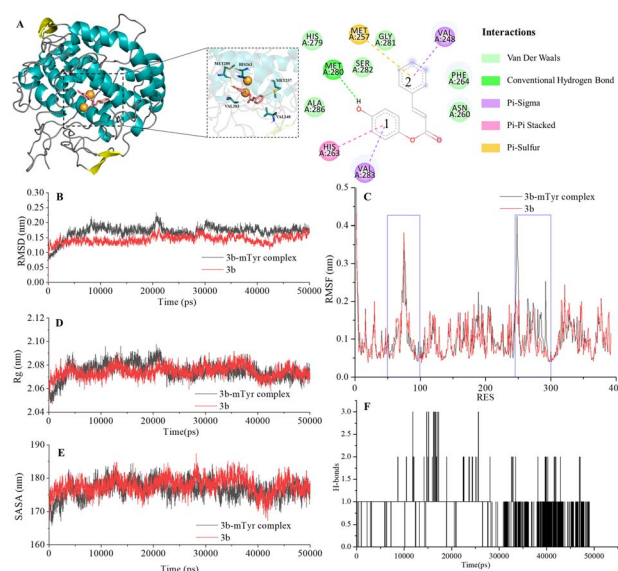 A
MET280
HIS263
MET257
VAL283
VAL248
HIS
A:279
MET
A:257
GLY
A:281
VAL
A:248
MET
A:280
SER
A:282
PHE
A:264
ALA
A:286
ASN
A:260
HIS
A:263
VAL
A:283
H
O
O
O
1
2
Interactions
Van Der Waals
Conventional Hydrogen Bond
Pi-Sigma
Pi-Pi Stacked
Pi-Sulfur
B
RMSD (nm)
0.30
0.25
0.20
0.15
0.10
0.05
0.00
3b-mTyr complex
3b
0 10000 20000 30000 40000 50000
Time (ps)
C
RMSF (nm)
0.5
0.4
0.3
0.2
0.1
0.0
3b-mTyr complex
3b
0 100 200 300
RES
D
Rg (nm)
2.12
2.10
2.08
2.06
2.04
3b-mTyr complex
3b
0 10000 20000 30000 40000 50000
Time(ps)
E
SASA (nm)
190
180
170
160
3b-mTyr complex
3b
0 10000 20000 30000 40000 50000
Time(ps)
F
H-bonds
3.0
2.5
2.0
1.5
1.0
0.5
0.0
0 10000 20000 30000 40000 50000
Time(ps)